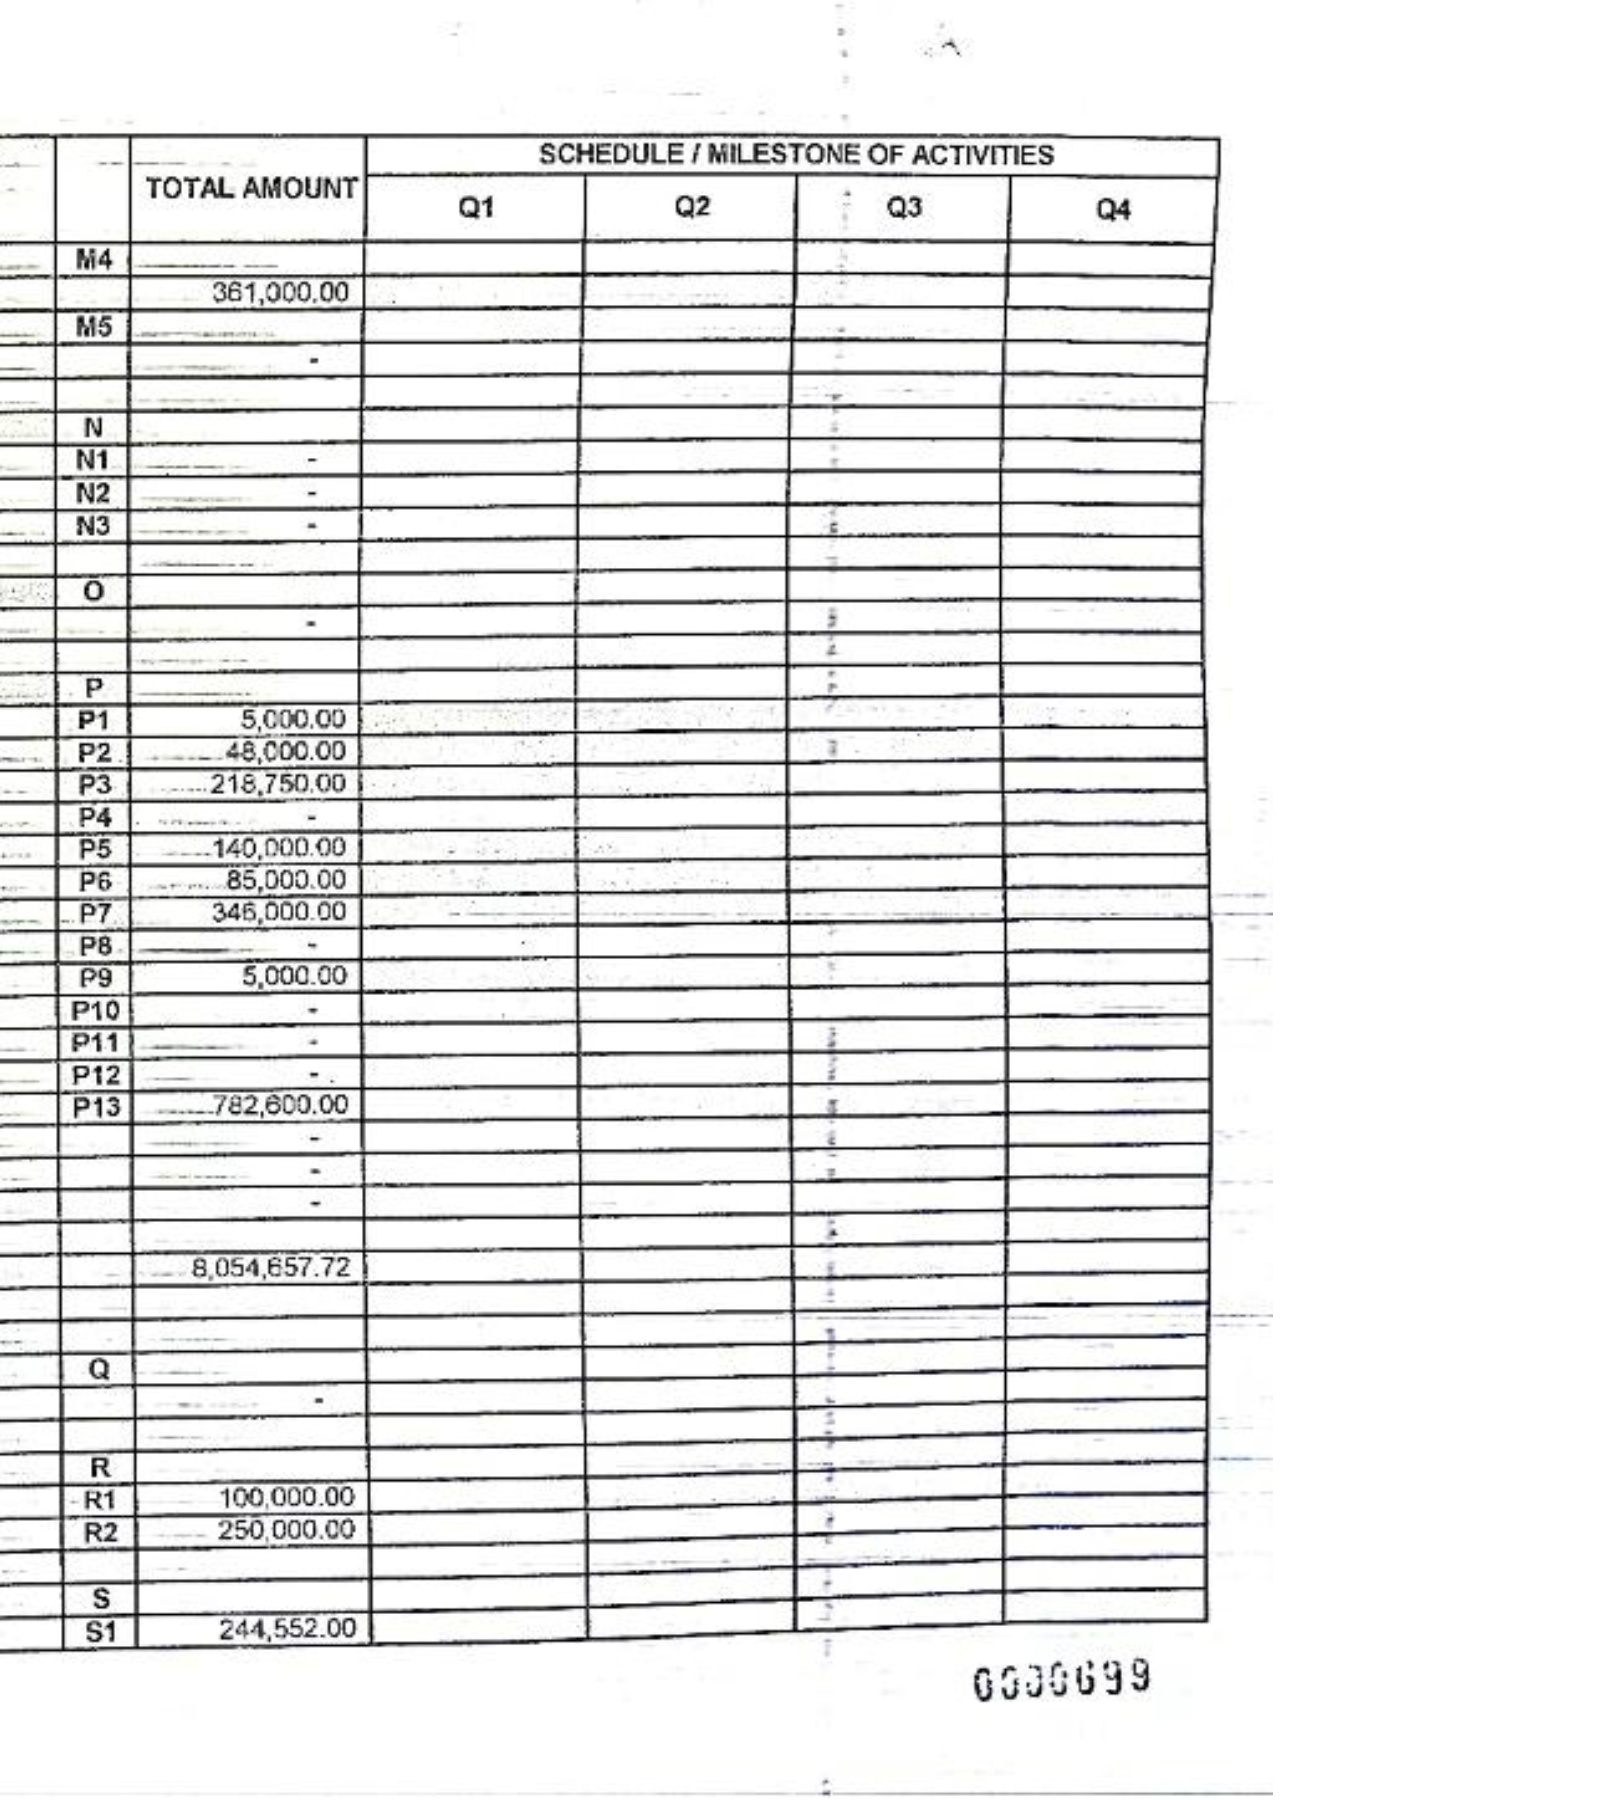 SCHEDULE / MILESTONE OF ACTIVITIES
TOTAL AMOUNT
Q1 Q2 Q3 Q4
M4
361,000.00
M5
-
N
N1 -
N2 -
N3 -
O
-
P
P1 5,000.00
P2 48,000.00
P3 218,750.00
P4 -
P5 140,000.00
P6 85,000.00
P7 346,000.00
P8 -
P9 5,000.00
P10 -
P11 -
P12 -
P13 782,600.00
-
-
-
8,054,657.72
Q
-
R
R1 100,000.00
R2 250,000.00
S
S1 244,552.00
0000699